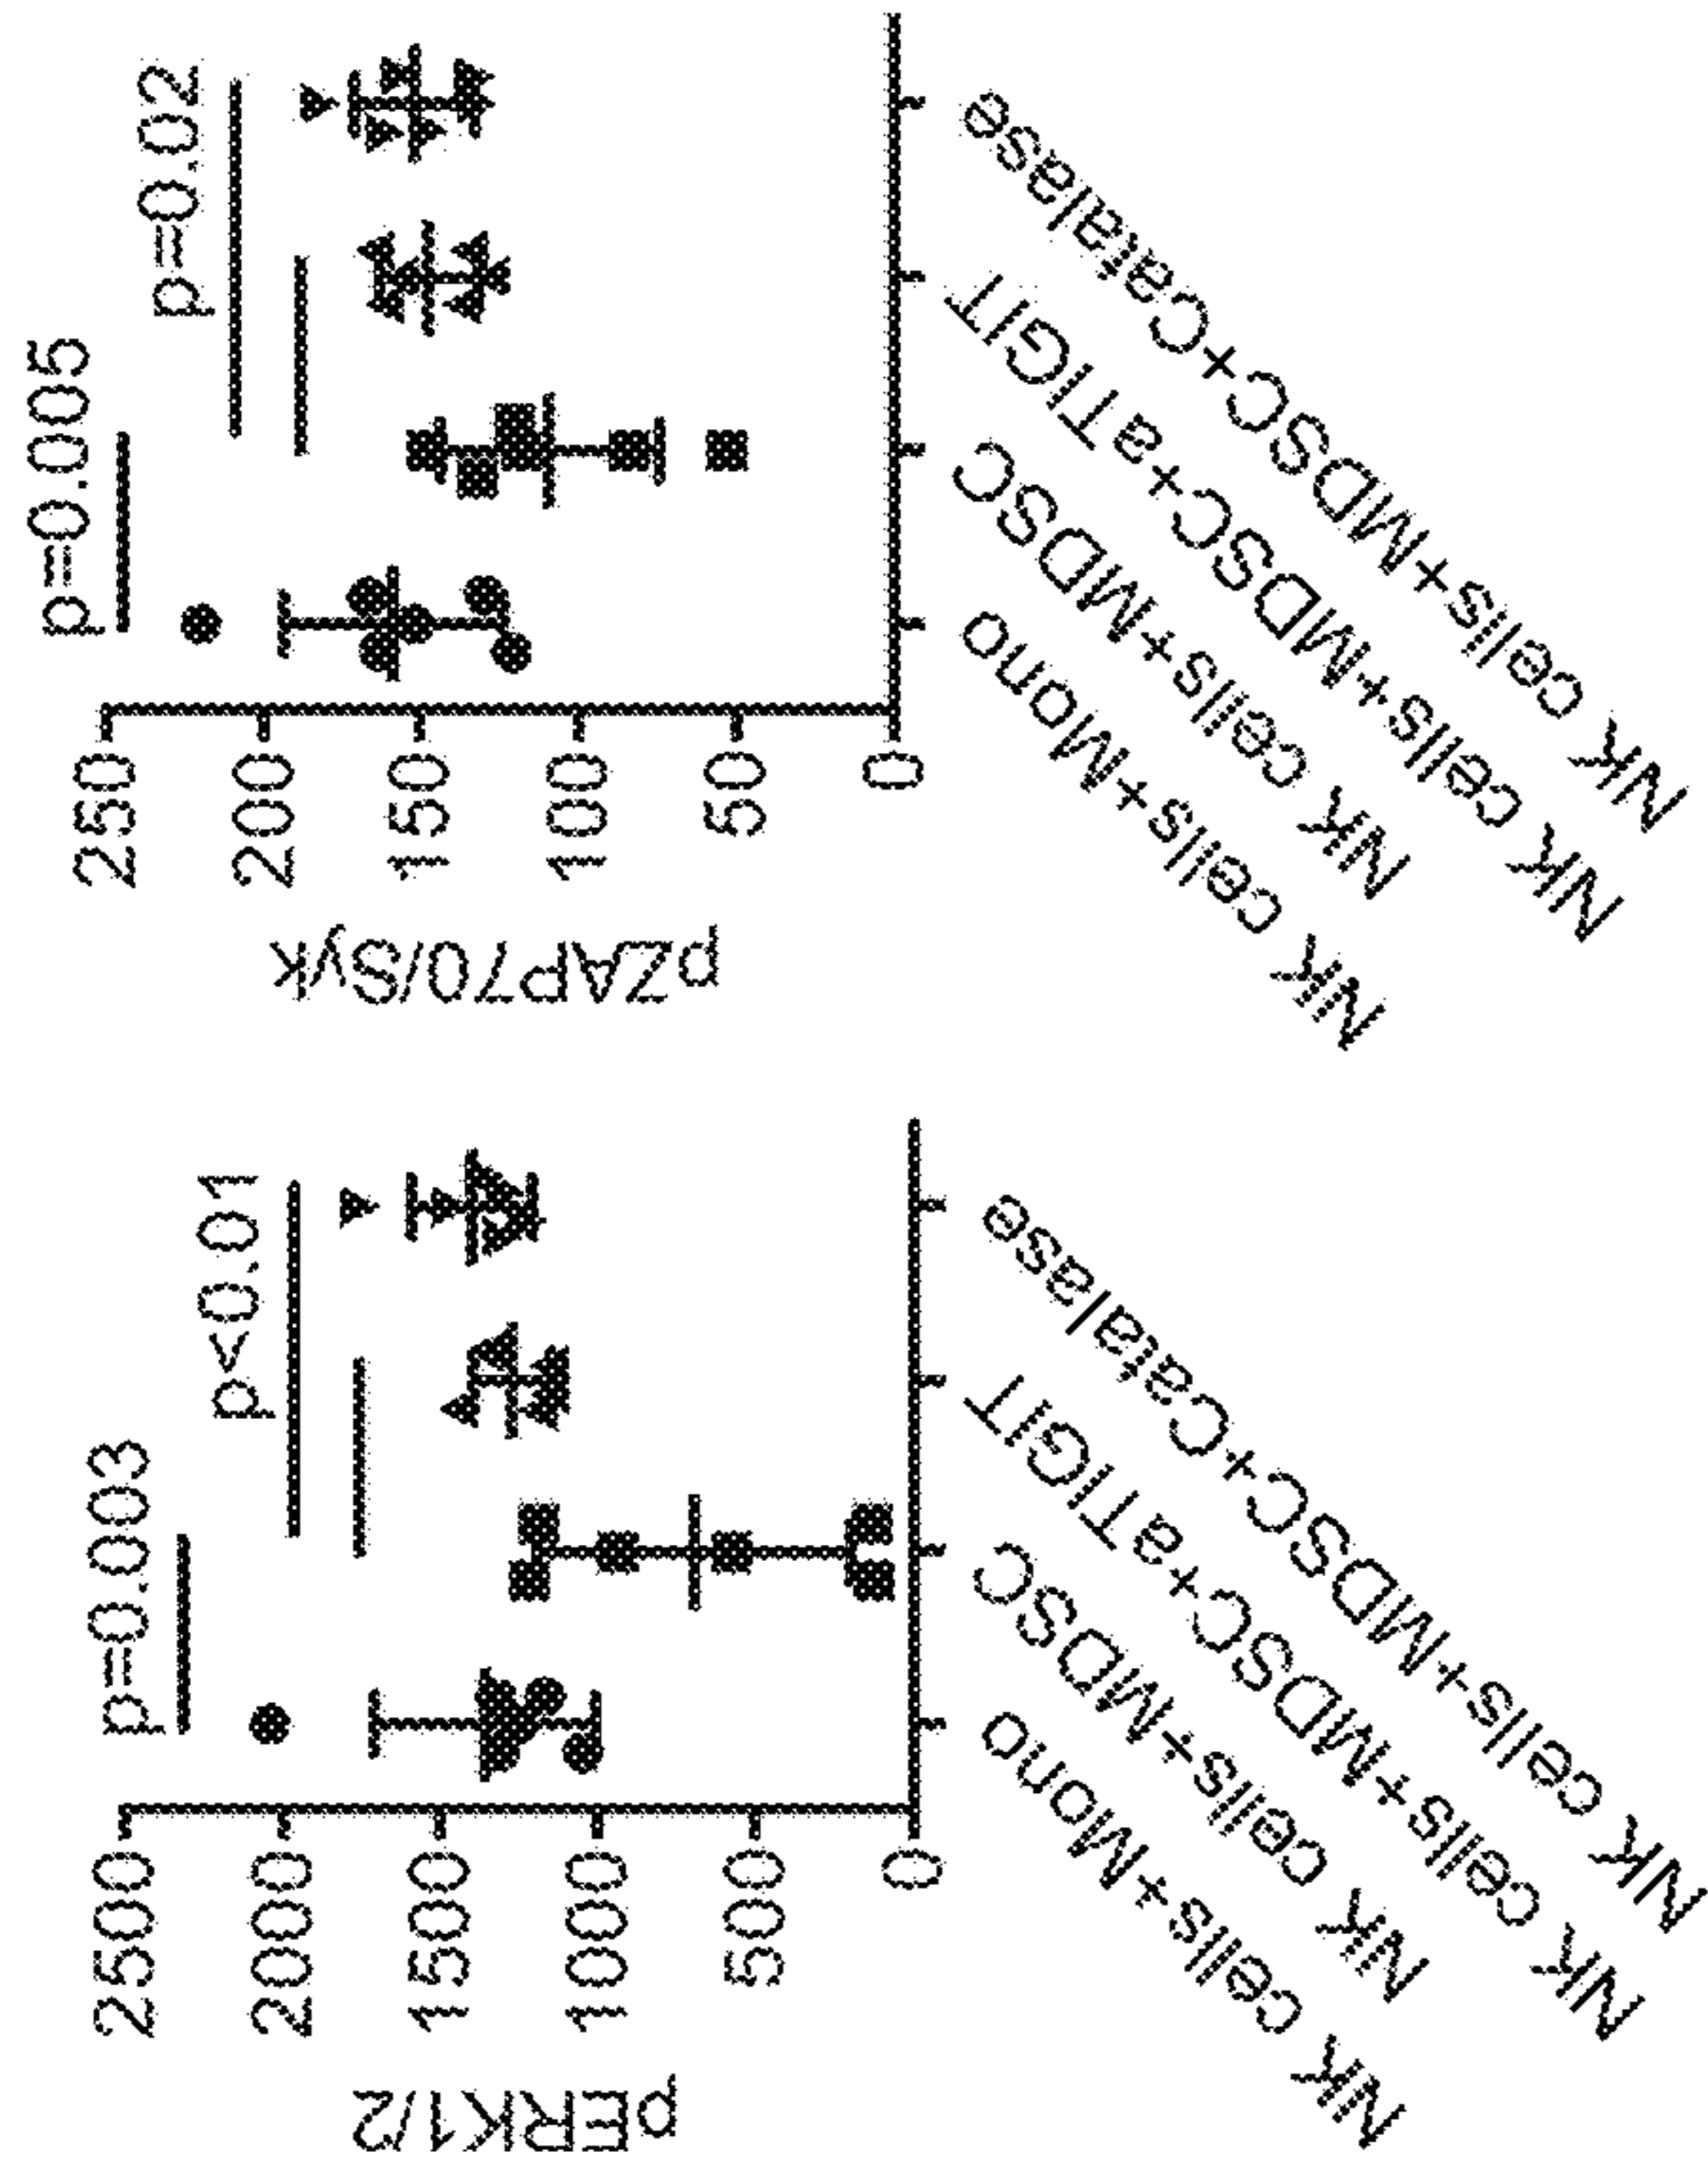 pERK1/2
2500
2000
1500
1000
500
0
p=0.003
p<0.01
NK cells+Mono
NK cells+MDSC
NK cells+MDSC+aTIGIT
NK cells+MDSC+Catalase
pZAP70/Syk
250
200
150
100
50
0
p=0.005
p=0.02
NK cells+Mono
NK cells+MDSC
NK cells+MDSC+aTIGIT
NK cells+MDSC+Catalase